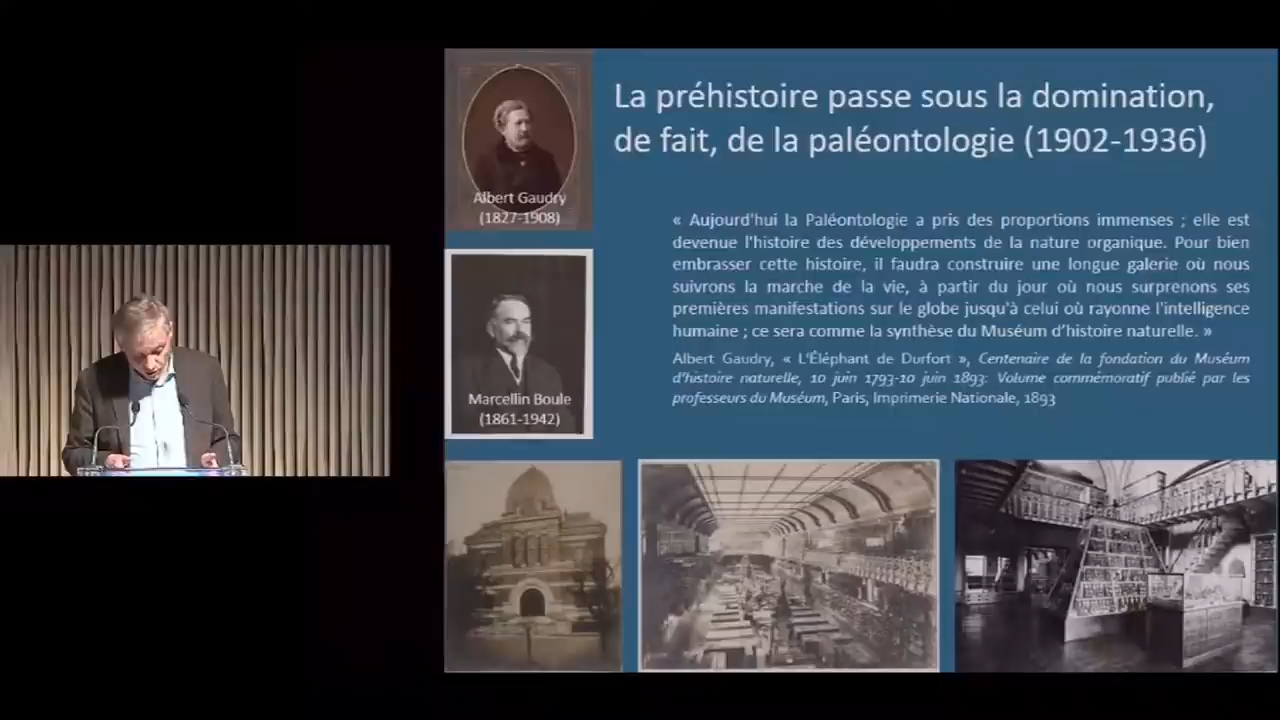 Albert Gaudry
(1827-1908)
La préhistoire passe sous la domination,
de fait, de la paléontologie (1902-1936)
« Aujourd'hui la Paléontologie a pris des proportions immenses ; elle est
devenue l'histoire des développements de la nature organique. Pour bien
embrasser cette histoire, il faudra construire une longue galerie où nous
suivrons la marche de la vie, à partir du jour où nous surprenons ses
premières manifestations sur le globe jusqu'à celui où rayonne l'intelligence
humaine ; ce sera comme la synthèse du Muséum d'histoire naturelle. »
Albert Gaudry, « L'Éléphant de Durfort », Centenaire de la fondation du Muséum
d'histoire naturelle, 10 juin 1793-10 juin 1893: Volume commémoratif publié par les
professeurs du Muséum, Paris, Imprimerie Nationale, 1893
Marcellin Boule
(1861-1942)